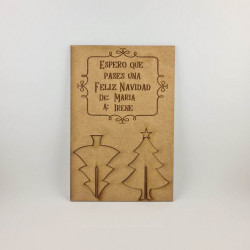 Espero que
pases una
Feliz Navidad
De: Maria
A: Irene